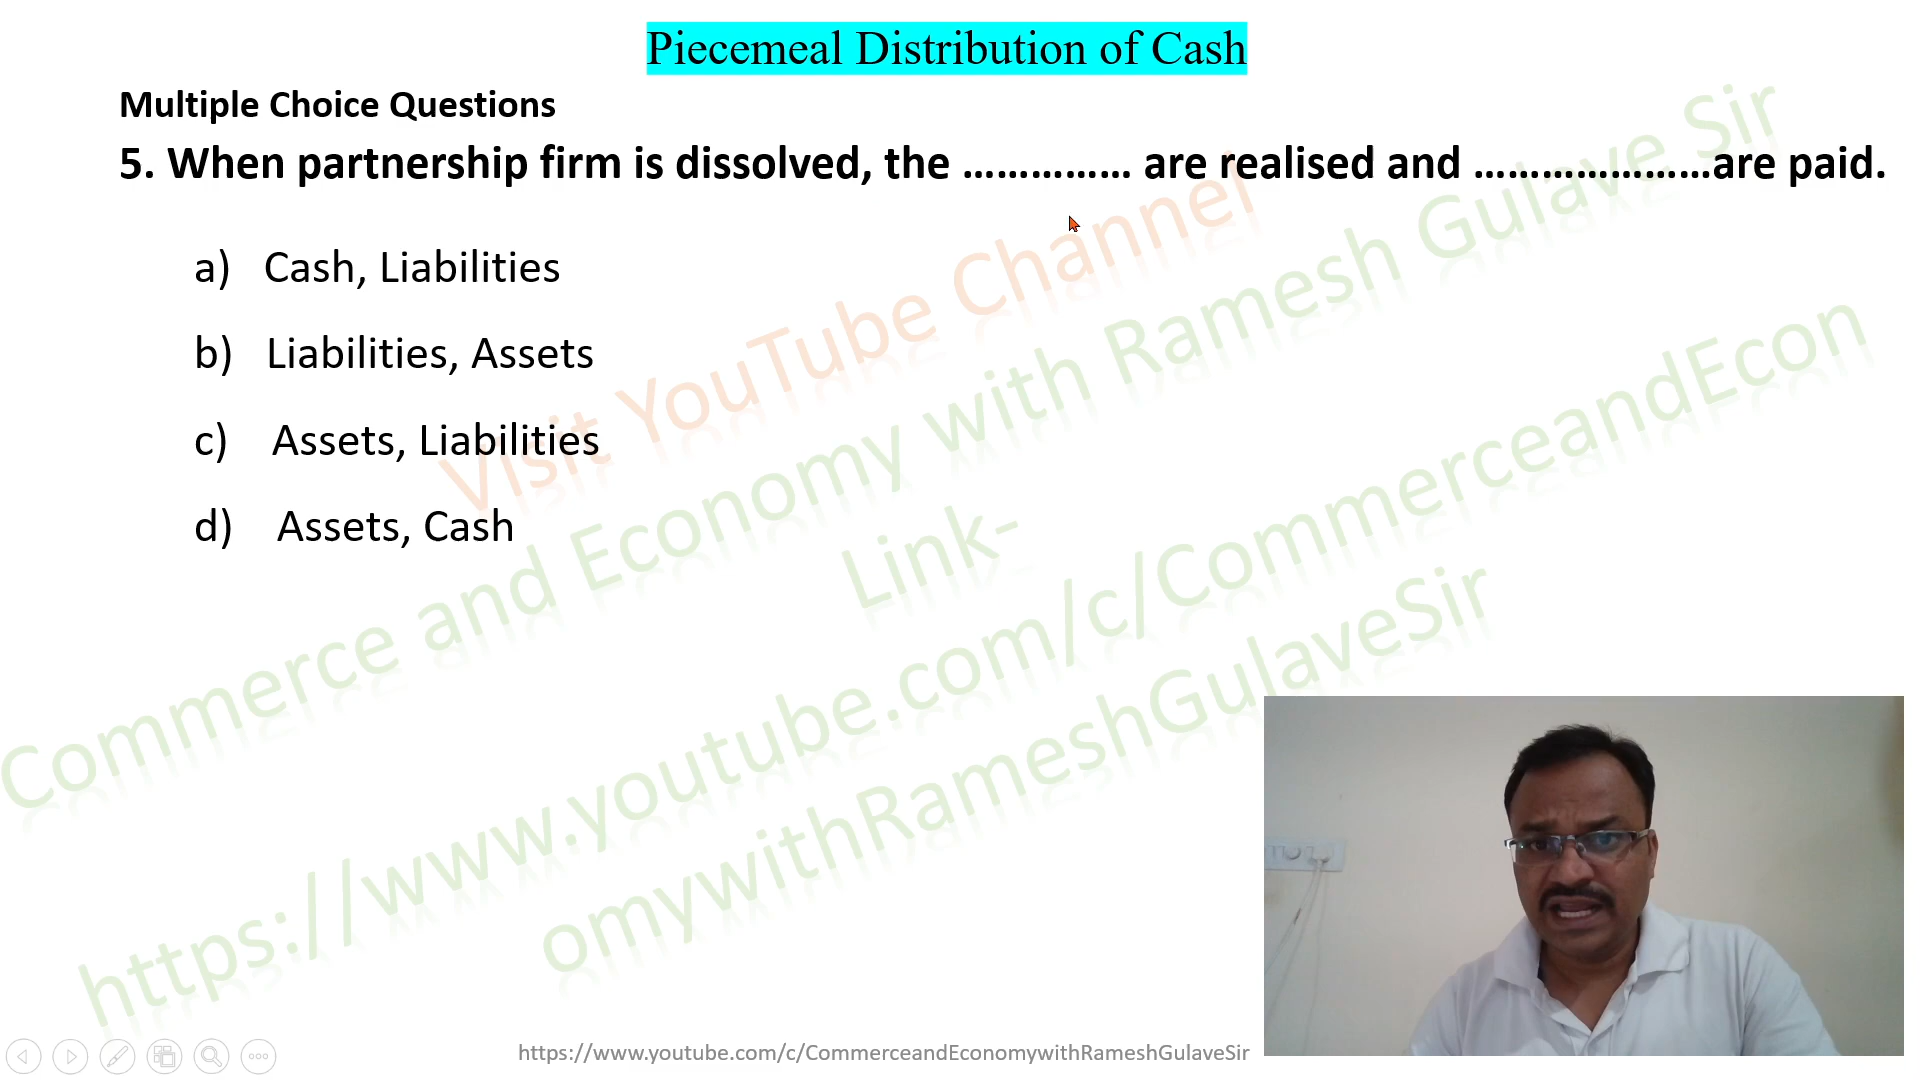 Piecemeal Distribution of Cash
Multiple Choice Questions
5. When partnership firm is dissolved, the …………… are realised and …………………are paid.
a) Cash, Liabilities
b) Liabilities, Assets
c) Assets, Liabilities
d) Assets, Cash
Visit YouTube Channel
Commerce and Economy with Ramesh Gulave Sir
Link-
https://www.youtube.com/c/CommerceandEcon
omywithRameshGulaveSir
https://www.youtube.com/c/CommerceandEconomywithRameshGulaveSir